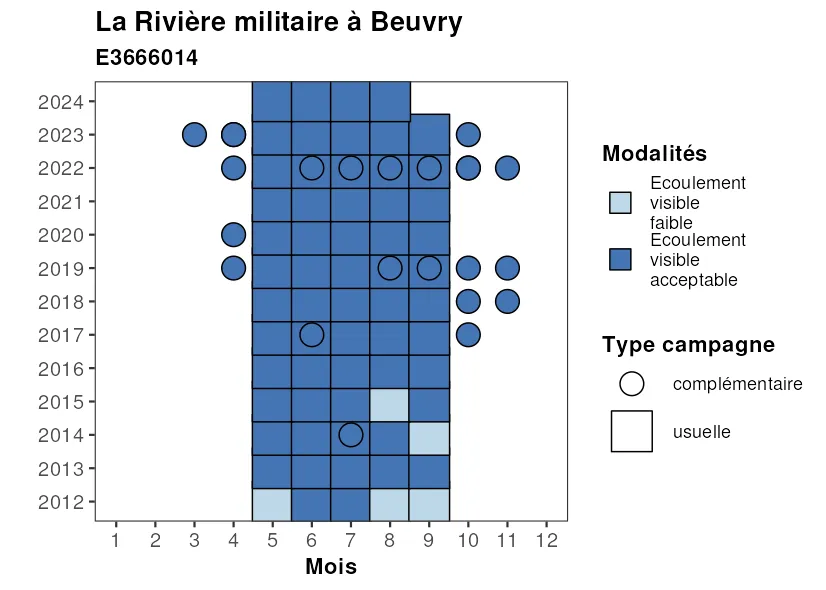 La Rivière militaire à Beuvry
E3666014
2024
2023
2022
2021
2020
2019
2018
2017
2016
2015
2014
2013
2012
1 2 3 4 5 6 7 8 9 10 11 12
Mois
Modalités
Ecoulement
visible
faible
Ecoulement
visible
acceptable
Type campagne
complémentaire
usuelle